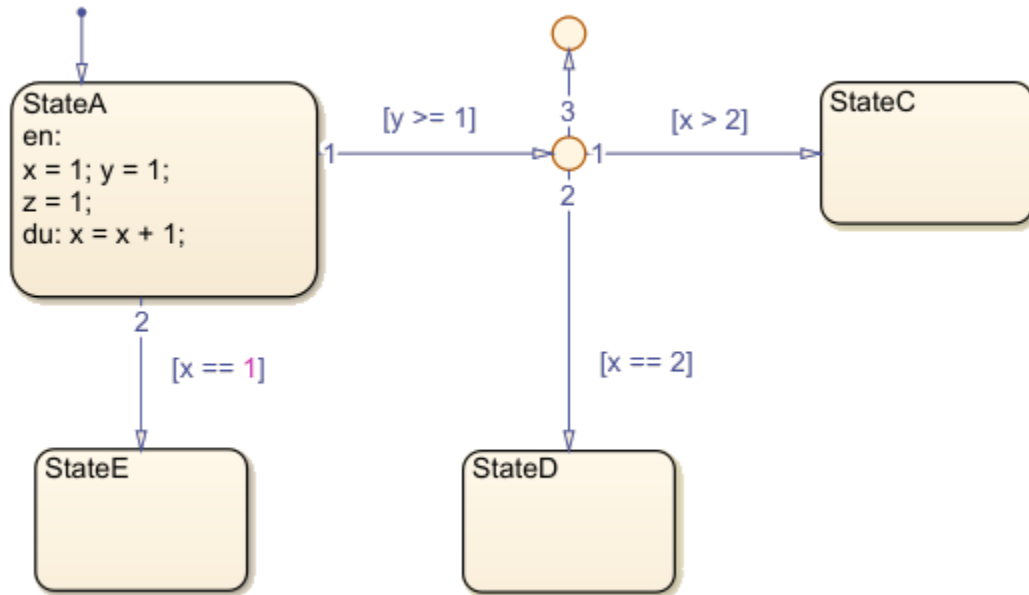 StateA
en:
x = 1; y = 1;
z = 1;
du: x = x + 1;
1
[y >= 1]
3
1
[x > 2]
StateC
2
2
[x == 1]
[x == 2]
StateE
StateD